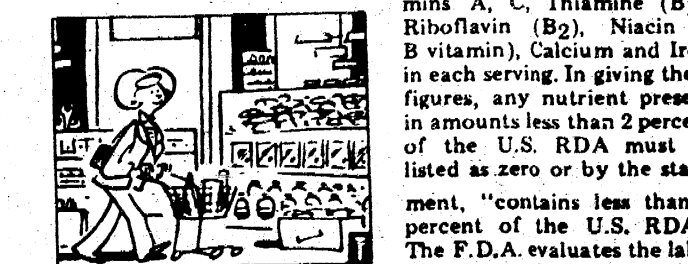 mins A, C, Thiamine (B
Riboflavin (B2), Niacin
B vitamin), Calcium and Ir
in each serving. In giving the
figures, any nutrient prese
in amounts less than 2 perce
of the U.S. RDA must
listed as zero or by the sta
ment, "contains less than
percent of the U.S. RDA
The F.D.A. evaluates the lal